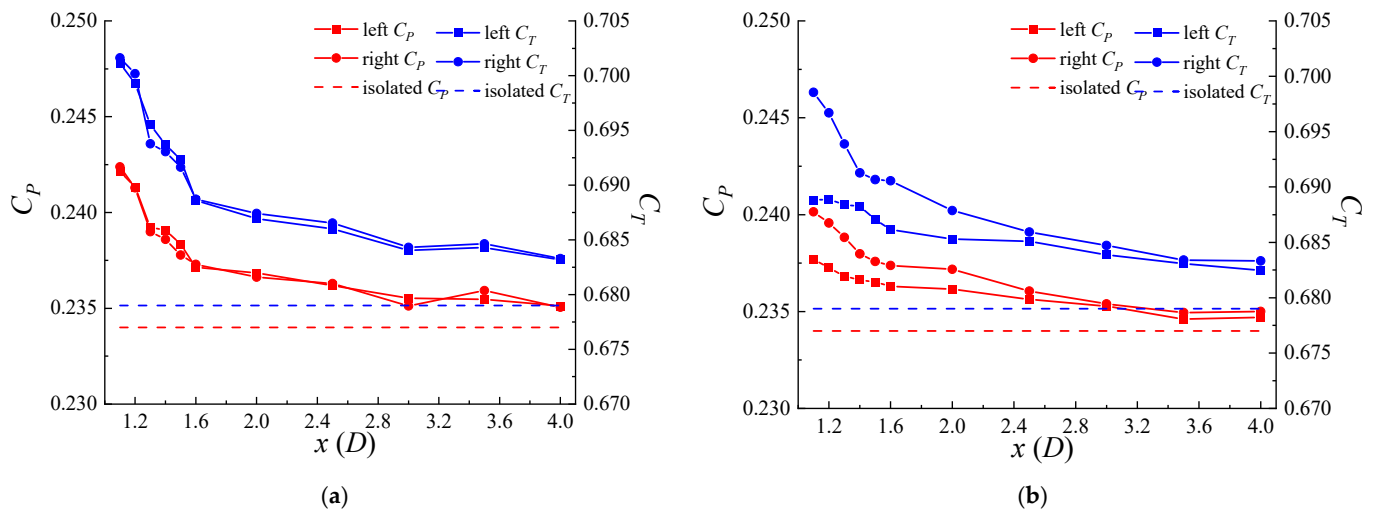 0.250
0.245
0.240
0.235
0.230
C_P
left C_P
right C_P
isolated C_P
left C_T
right C_T
isolated C_T
0.705
0.700
0.695
0.690
0.685
0.680
0.675
0.670
C_T
1.2 1.6 2.0 2.4 2.8 3.2 3.6 4.0
x (D)
(a)
0.250
0.245
0.240
0.235
0.230
C_P
left C_P
right C_P
isolated C_P
left C_T
right C_T
isolated C_T
0.705
0.700
0.695
0.690
0.685
0.680
0.675
0.670
C_T
1.2 1.6 2.0 2.4 2.8 3.2 3.6 4.0
x (D)
(b)